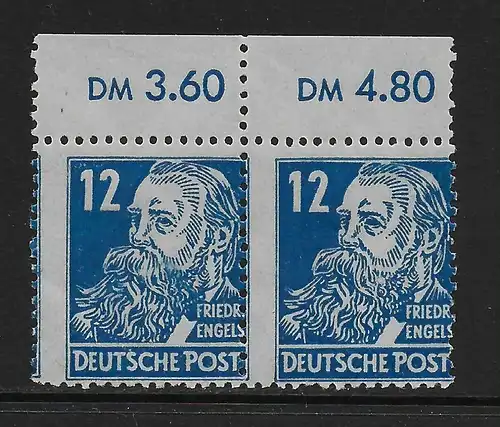 DM 3.60 DM 4.80
12 12
FRIEDR FRIEDR
ENGELS ENGELS
DEUTSCHE POST DEUTSCHE POST